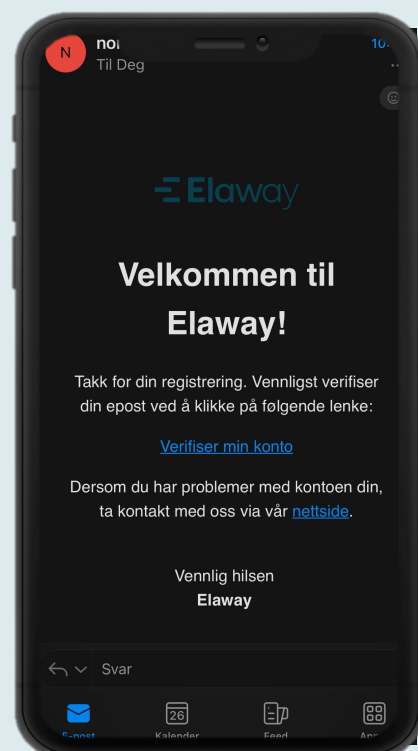 N
Til Deg
Elaway
Velkommen til
Elaway!
Takk for din registrering. Vennligst verifiser
din epost ved å klikke på følgende lenke:
Verifiser min konto
Dersom du har problemer med kontoen din,
ta kontakt med oss via vår nettside.
Vennlig hilsen
Elaway
Svar
26
E-post
Kalender
Feed